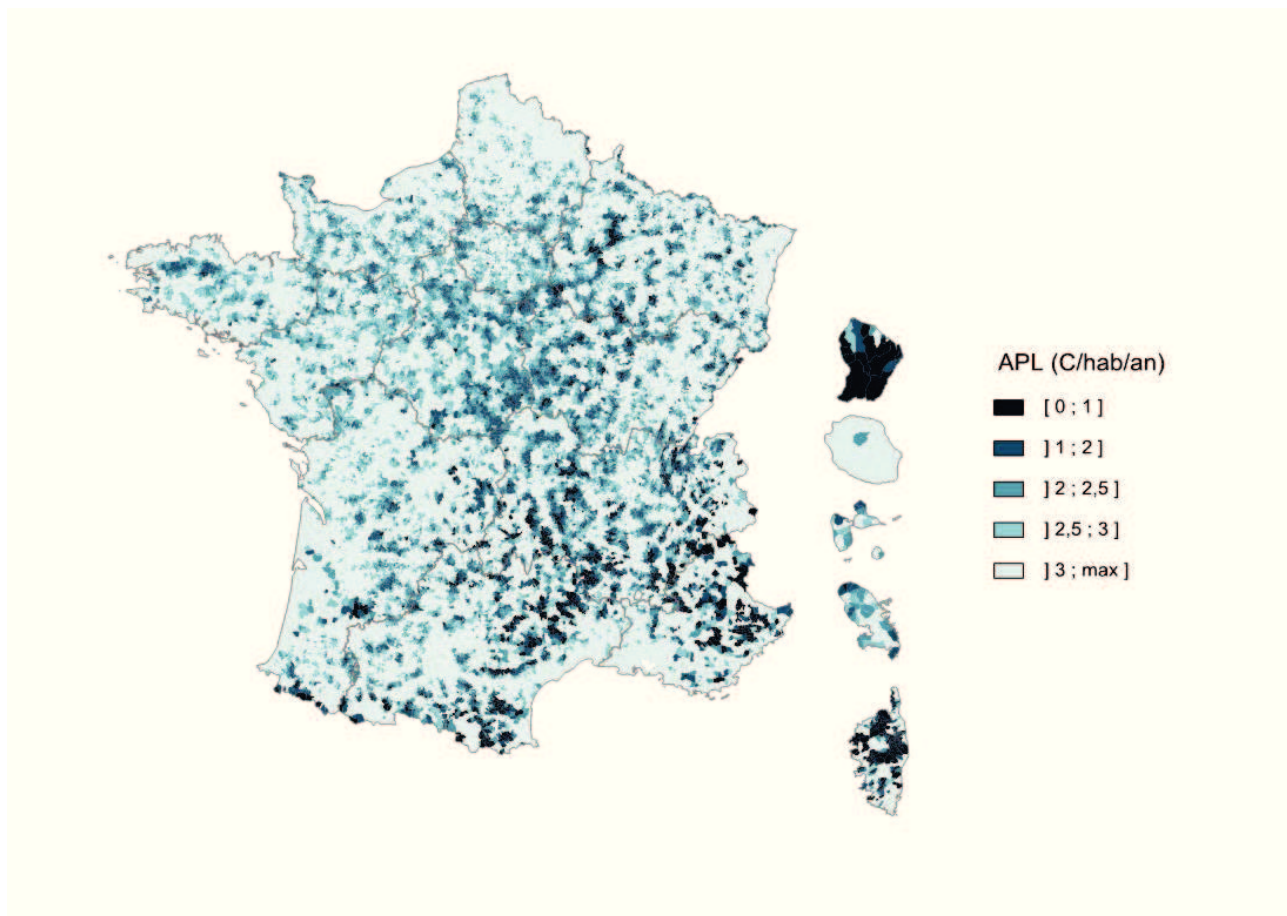 APL (C/hab/an)
[ 0 ; 1 ]
] 1 ; 2 ]
] 2 ; 2,5 ]
] 2,5 ; 3 ]
] 3 ; max ]